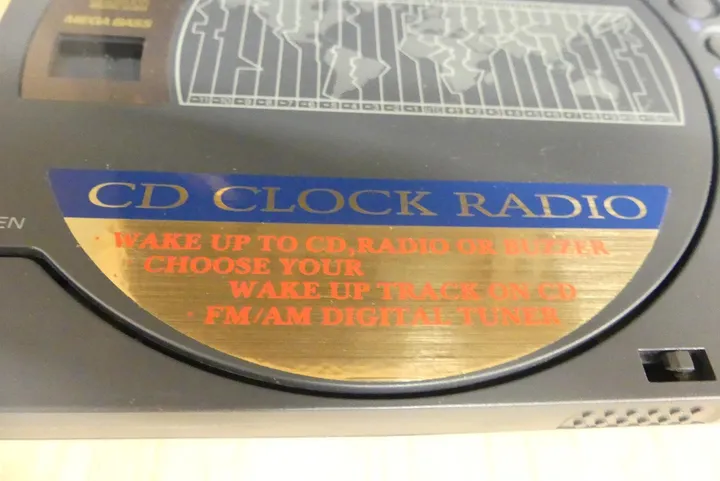 MEGA BASS
EN
CD CLOCK RADIO
· WAKE UP TO CD, RADIO OR BUZZER
CHOOSE YOUR
WAKE UP TRACK ON CD
· FM/AM DIGITAL TUNER